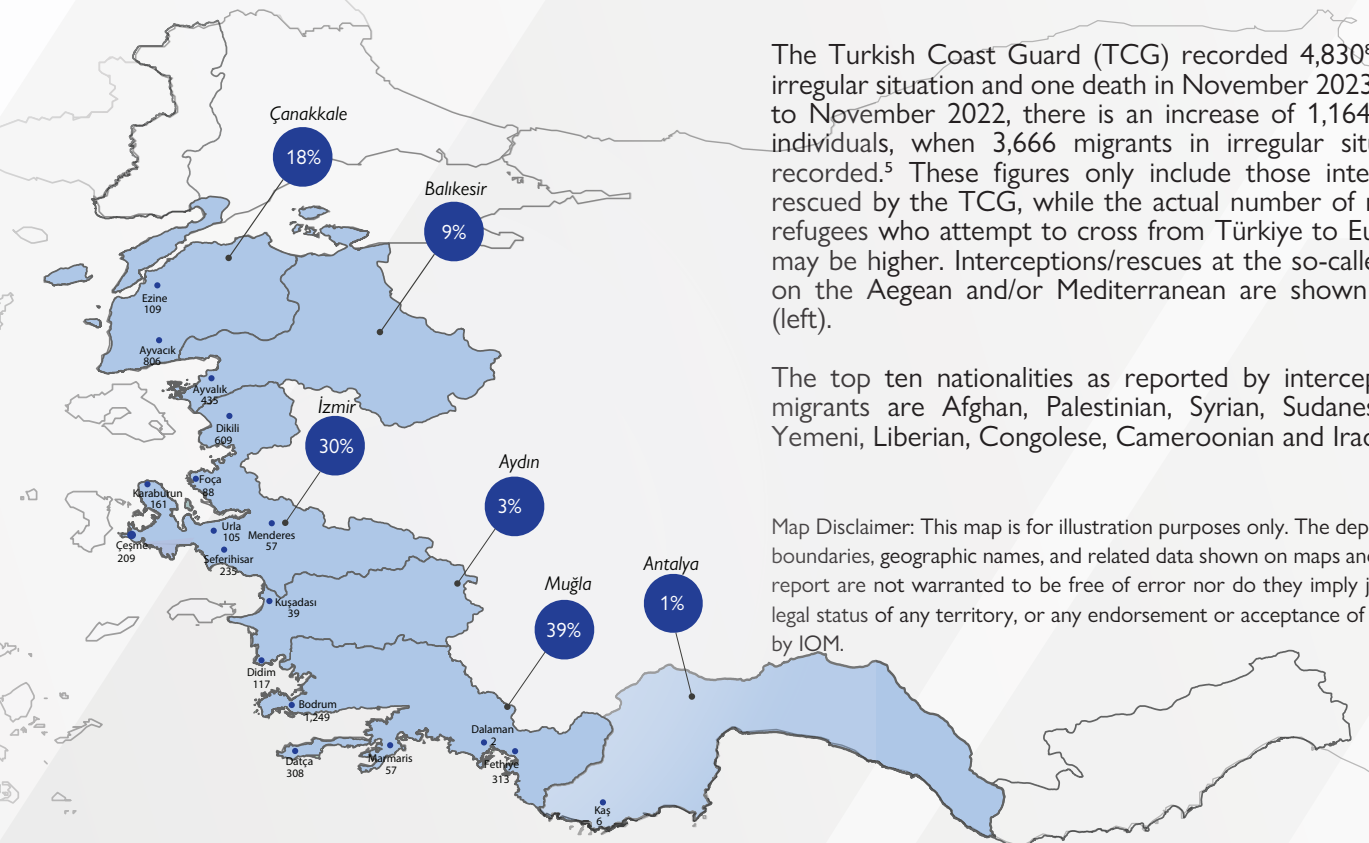 Çanakkale
18%
Balıkesir
9%
Ezine
109
Ayvacık
806
Ayvalık
435
Dikili
609
İzmir
30%
Foça
88
Karaburun
161
Urla
105
Menderes
57
Çeşme
209
Seferihisar
235
Aydın
3%
Kuşadası
39
Muğla
39%
Antalya
1%
Didim
117
Bodrum
1,249
Dalaman
2
Datça
308
Marmaris
57
Fethiye
313
Kaş
6
The Turkish Coast Guard (TCG) recorded 4,830
irregular situation and one death in November 2023
to November 2022, there is an increase of 1,164
individuals, when 3,666 migrants in irregular situ
recorded.⁵ These figures only include those inte
rescued by the TCG, while the actual number of
refugees who attempt to cross from Türkiye to Eu
may be higher. Interceptions/rescues at the so-calle
on the Aegean and/or Mediterranean are shown
(left).
The top ten nationalities as reported by intercep
migrants are Afghan, Palestinian, Syrian, Sudanes
Yemeni, Liberian, Congolese, Cameroonian and Irac
Map Disclaimer: This map is for illustration purposes only. The dep
boundaries, geographic names, and related data shown on maps and
report are not warranted to be free of error nor do they imply j
legal status of any territory, or any endorsement or acceptance of
by IOM.